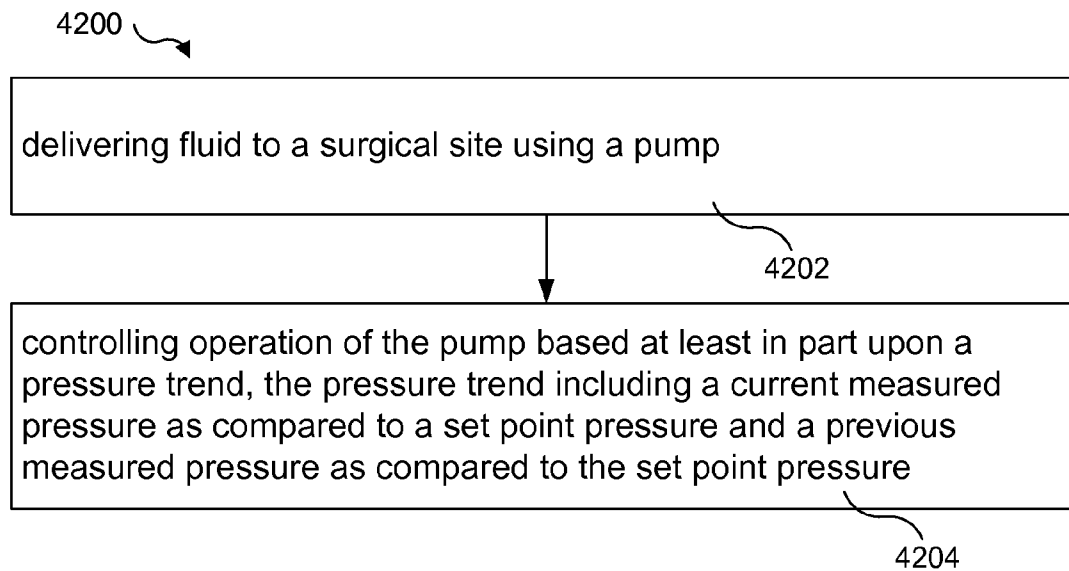 4200
delivering fluid to a surgical site using a pump
4202
controlling operation of the pump based at least in part upon a
pressure trend, the pressure trend including a current measured
pressure as compared to a set point pressure and a previous
measured pressure as compared to the set point pressure
4204